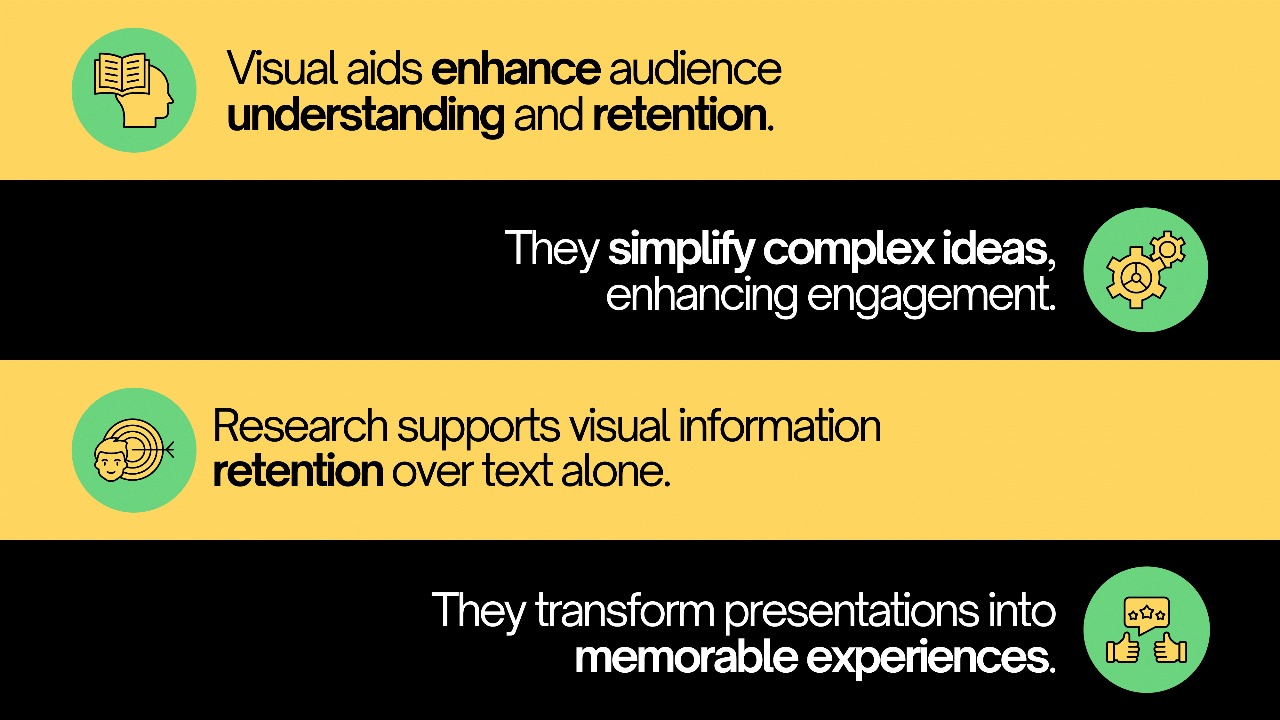 Visual aids enhance audience
understanding and retention.
They simplify complex ideas,
enhancing engagement.
Research supports visual information
retention over text alone.
They transform presentations into
memorable experiences.